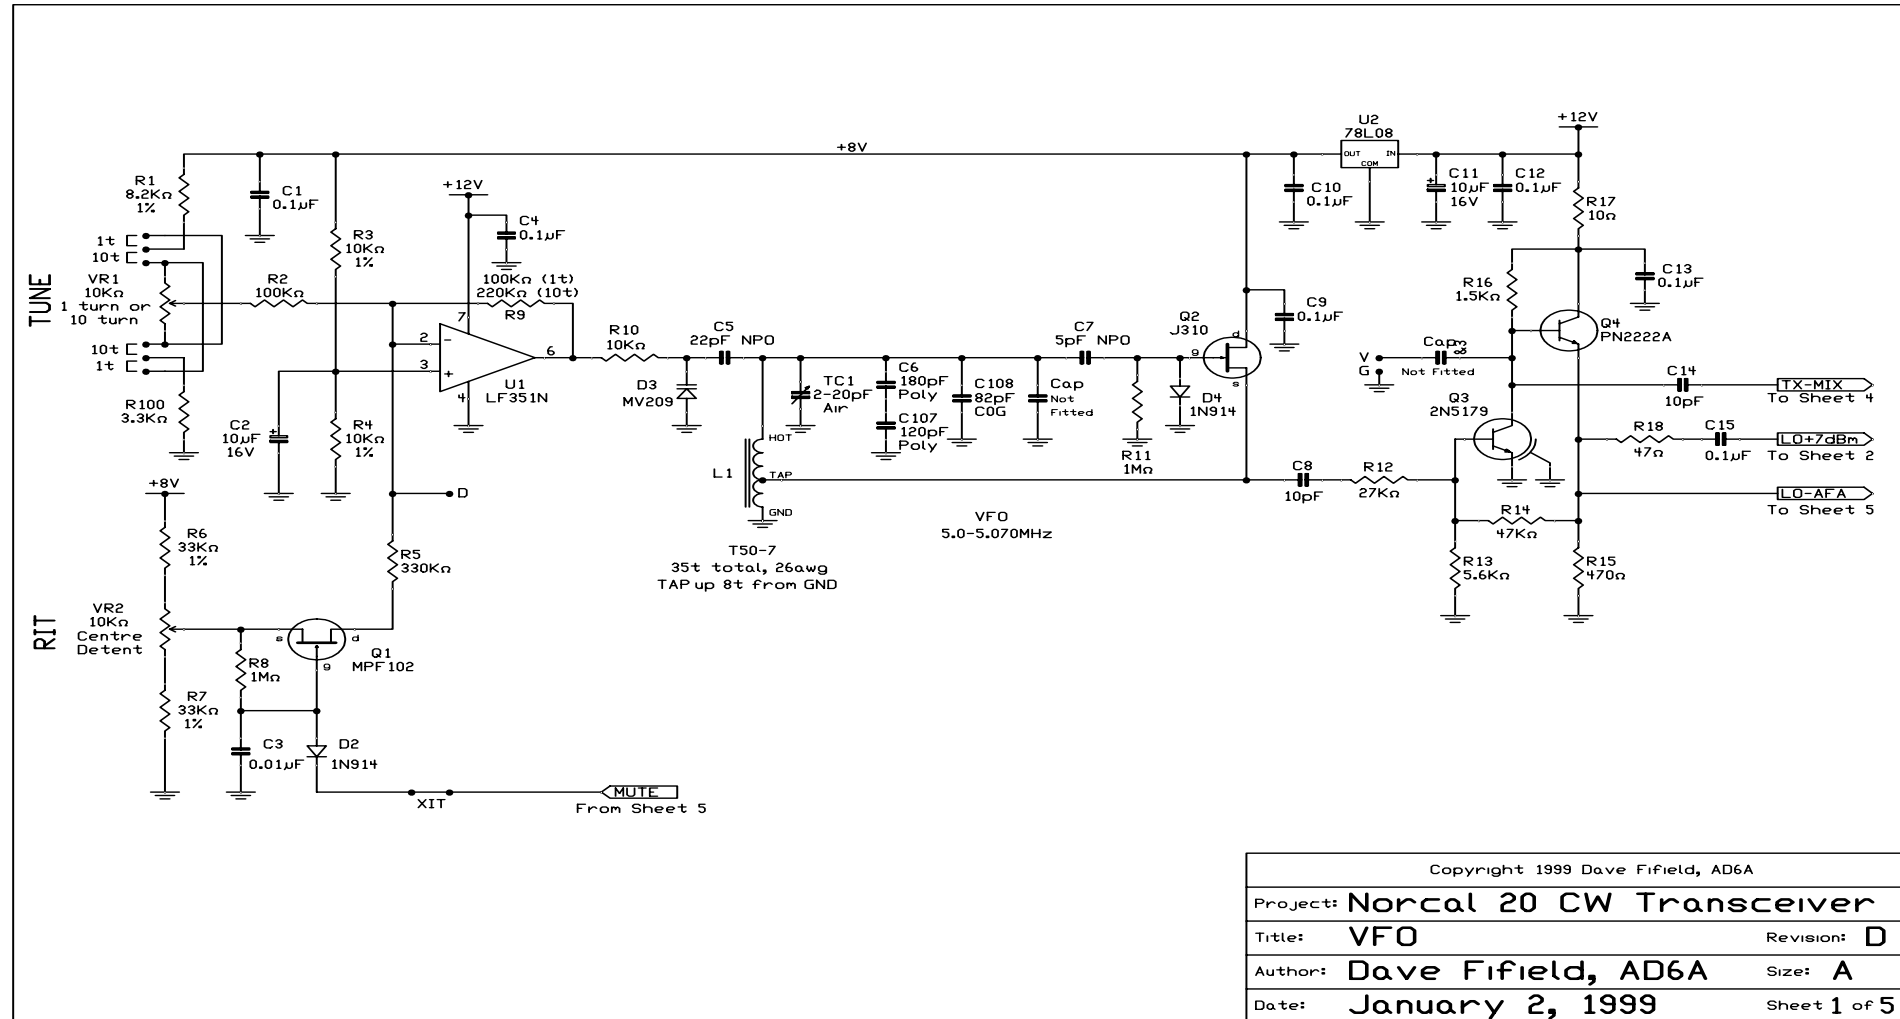 +12V
U2
78L08
OUT
IN
COM
+8V
R1
8.2KΩ
1%
C1
0.1µF
+12V
C4
0.1µF
C10
0.1µF
C11
+
10µF
16V
C12
0.1µF
R17
10Ω
1t
10t
VR1
10KΩ
1 turn or
10 turn
10t
1t
TUNE
R2
100KΩ
R3
10KΩ
1%
100KΩ (1t)
220KΩ (10t)
R9
7
2
-
3
+
6
4
U1
LF351N
R10
10KΩ
C5
22pF NPO
D3
MV209
TC1
2-20pF
Air
C6
180pF
Poly
C107
120pF
Poly
C108
82pF
C0G
Cap
Not
Fitted
C7
5pF NPO
Q2
J310
d
g
s
C9
0.1µF
D4
1N914
R11
1MΩ
R16
1.5KΩ
C13
0.1µF
Q4
PN2222A
Cap
V
G
Not Fitted
Q3
2N5179
C14
10pF
TX-MIX
To Sheet 4
R18
47Ω
C15
0.1µF
LO+7dBm
To Sheet 2
LO-AFA
To Sheet 5
R100
3.3KΩ
C2
10µF
16V
+
R4
10KΩ
1%
L1
HOT
TAP
GND
T50-7
35t total, 26awg
TAP up 8t from GND
VFO
5.0-5.070MHz
C8
10pF
R12
27KΩ
R14
47KΩ
R13
5.6KΩ
R15
470Ω
+8V
D
R6
33KΩ
1%
R5
330KΩ
RIT
VR2
10KΩ
Centre
Detent
s
d
g
Q1
MPF102
R8
1MΩ
R7
33KΩ
1%
C3
0.01µF
D2
1N914
XIT
MUTE
From Sheet 5
Copyright 1999 Dave Fifield, AD6A
Project: Norcal 20 CW Transceiver
Title: VFO Revision: D
Author: Dave Fifield, AD6A Size: A
Date: January 2, 1999 Sheet 1 of 5